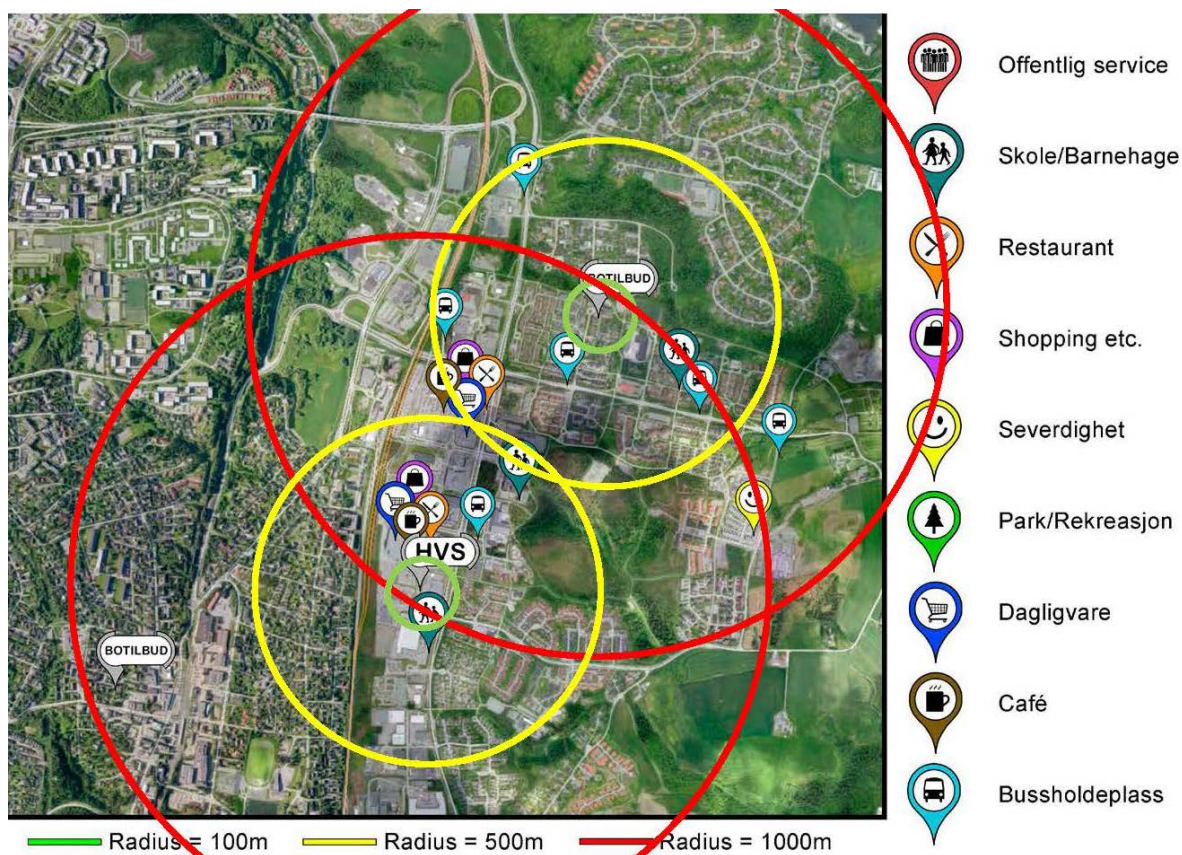 Offentlig service
Skole/Barnehage
Restaurant
Shopping etc.
Severdighet
Park/Rekreasjon
Dagligvare
Café
Bussholdeplass
BOTILBUD
HVS
BOTILBUD
Radius = 100m
Radius = 500m
Radius = 1000m